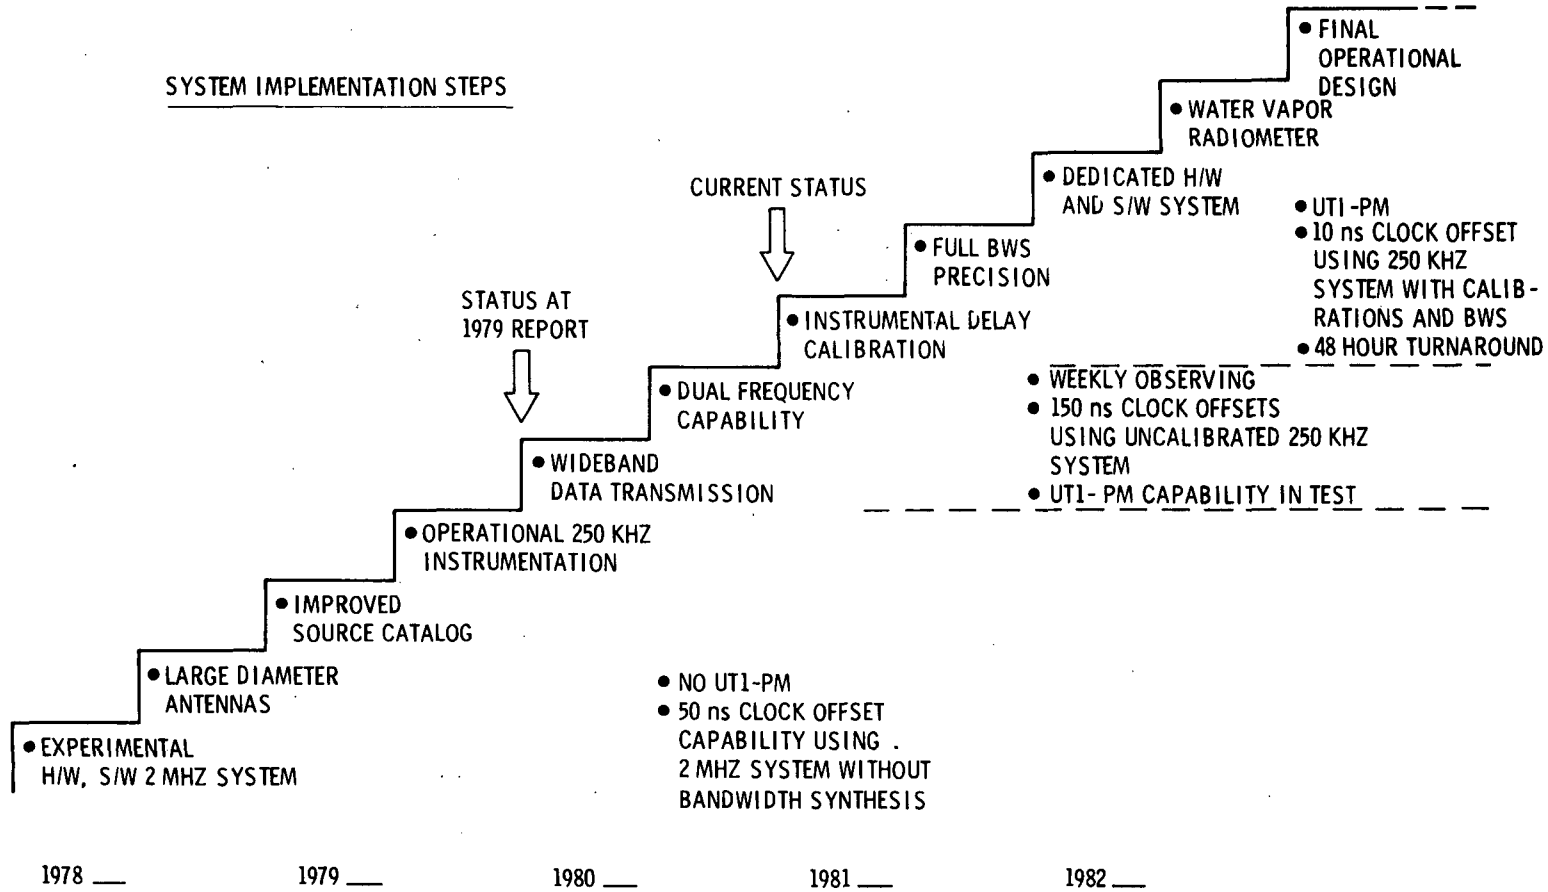 SYSTEM IMPLEMENTATION STEPS
● FINAL
OPERATIONAL
DESIGN
● WATER VAPOR
RADIOMETER
● DEDICATED H/W
AND S/W SYSTEM
● FULL BWS
PRECISION
CURRENT STATUS
● INSTRUMENTAL DELAY
CALIBRATION
STATUS AT
1979 REPORT
● DUAL FREQUENCY
CAPABILITY
● WIDEBAND
DATA TRANSMISSION
● OPERATIONAL 250 KHZ
INSTRUMENTATION
● IMPROVED
SOURCE CATALOG
● LARGE DIAMETER
ANTENNAS
● EXPERIMENTAL
H/W, S/W 2 MHZ SYSTEM
● UT1-PM
● 10 ns CLOCK OFFSET
USING 250 KHZ
SYSTEM WITH CALIB-
RATIONS AND BWS
● 48 HOUR TURNAROUND
● WEEKLY OBSERVING
● 150 ns CLOCK OFFSETS
USING UNCALIBRATED 250 KHZ
SYSTEM
● UT1-PM CAPABILITY IN TEST
● NO UT1-PM
● 50 ns CLOCK OFFSET
CAPABILITY USING
2 MHZ SYSTEM WITHOUT
BANDWIDTH SYNTHESIS
1978 __ 1979 __ 1980 __ 1981 __ 1982 __